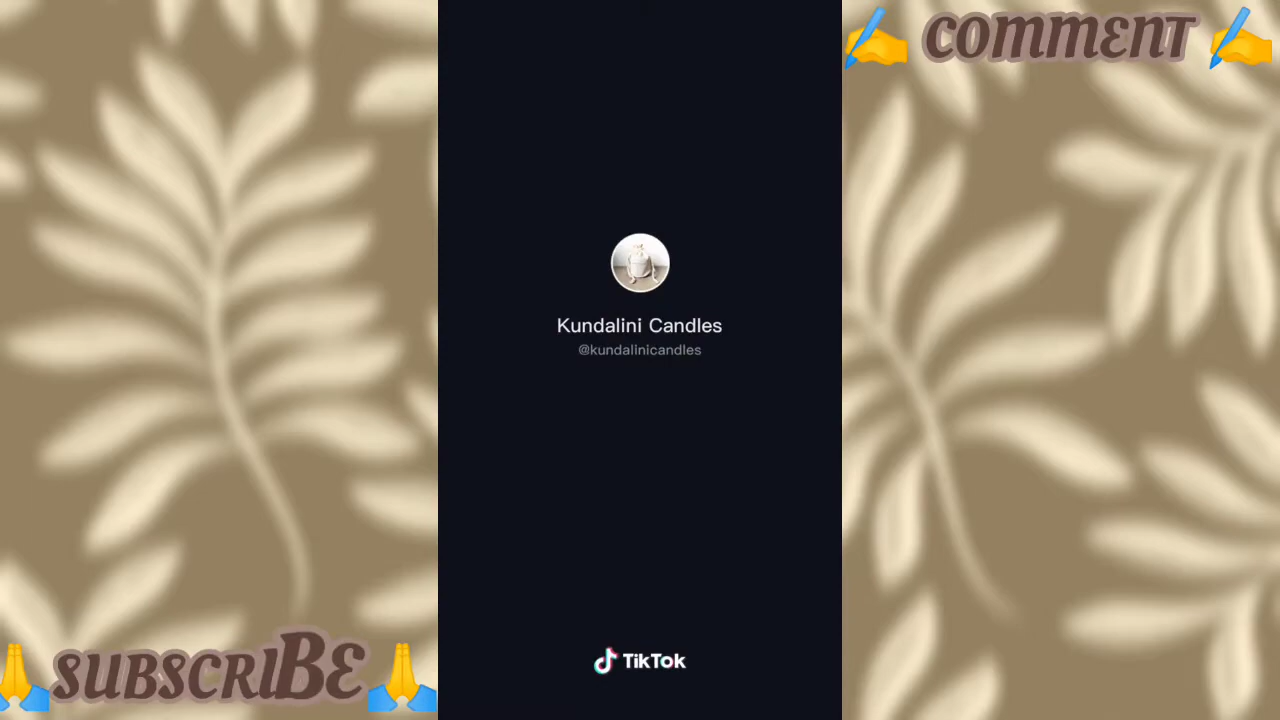 COMMENT
Kundalini Candles
@kundalinicandles
TikTok
SUBSCRIBE